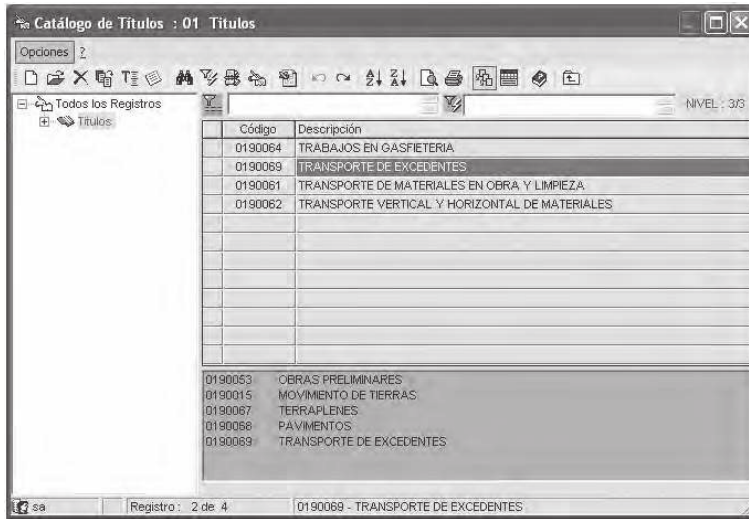 Catálogo de Títulos : 01 Titulos
Opciones ?
Todos los Registros
Titulos
NIVEL : 3/3
Código Descripción
0190064 TRABAJOS EN GASFIETERIA
0190069 TRANSPORTE DE EXCEDENTES
0190061 TRANSPORTE DE MATERIALES EN OBRA Y LIMPIEZA
0190062 TRANSPORTE VERTICAL Y HORIZONTAL DE MATERIALES
0190053 OBRAS PRELIMINARES
0190015 MOVIMIENTO DE TIERRAS
0190067 TERRAPLENES
0190068 PAVIMENTOS
0190069 TRANSPORTE DE EXCEDENTES
sa Registro : 2 de 4 0190069 - TRANSPORTE DE EXCEDENTES